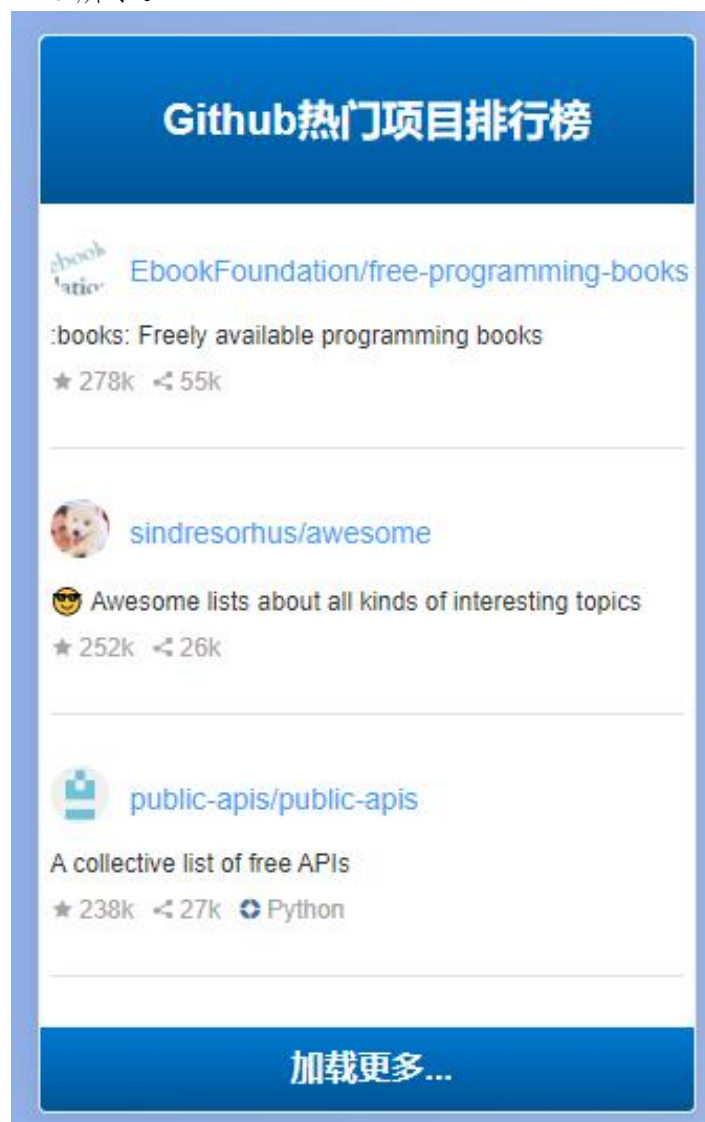 Github热门项目排行榜
EbookFoundation/free-programming-books
:books: Freely available programming books
278k 55k
sindresorhus/awesome
😎 Awesome lists about all kinds of interesting topics
252k 26k
public-apis/public-apis
A collective list of free APIs
238k 27k Python
加载更多...